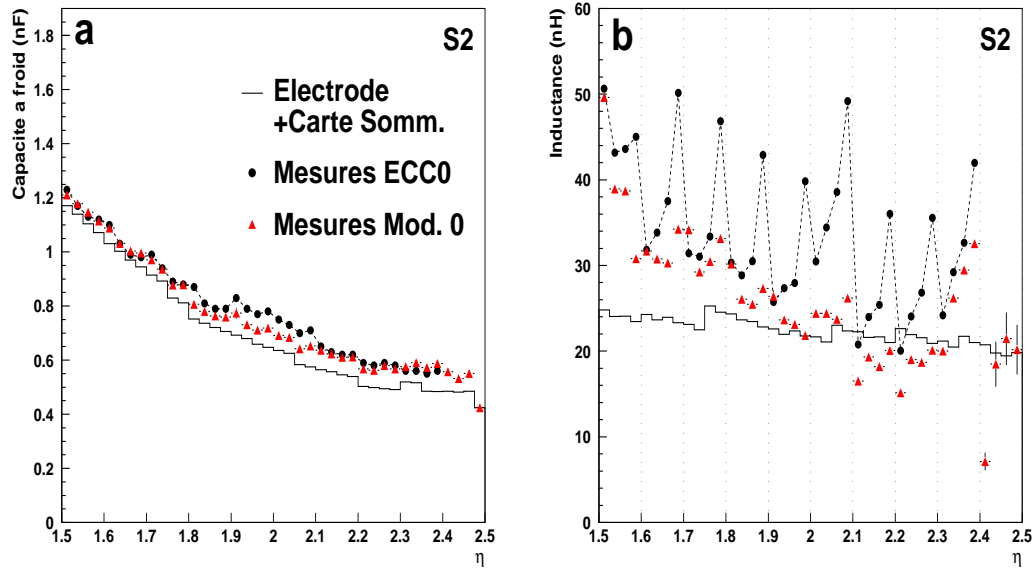 a
S2
Capacite a froid (nF)
Electrode
+Carte Somm.
Mesures ECC0
Mesures Mod. 0
1.8
1.6
1.4
1.2
1
0.8
0.6
0.4
0.2
0
1.5 1.6 1.7 1.8 1.9 2 2.1 2.2 2.3 2.4 2.5
η
b
S2
Inductance (nH)
60
50
40
30
20
10
0
1.5 1.6 1.7 1.8 1.9 2 2.1 2.2 2.3 2.4 2.5
η